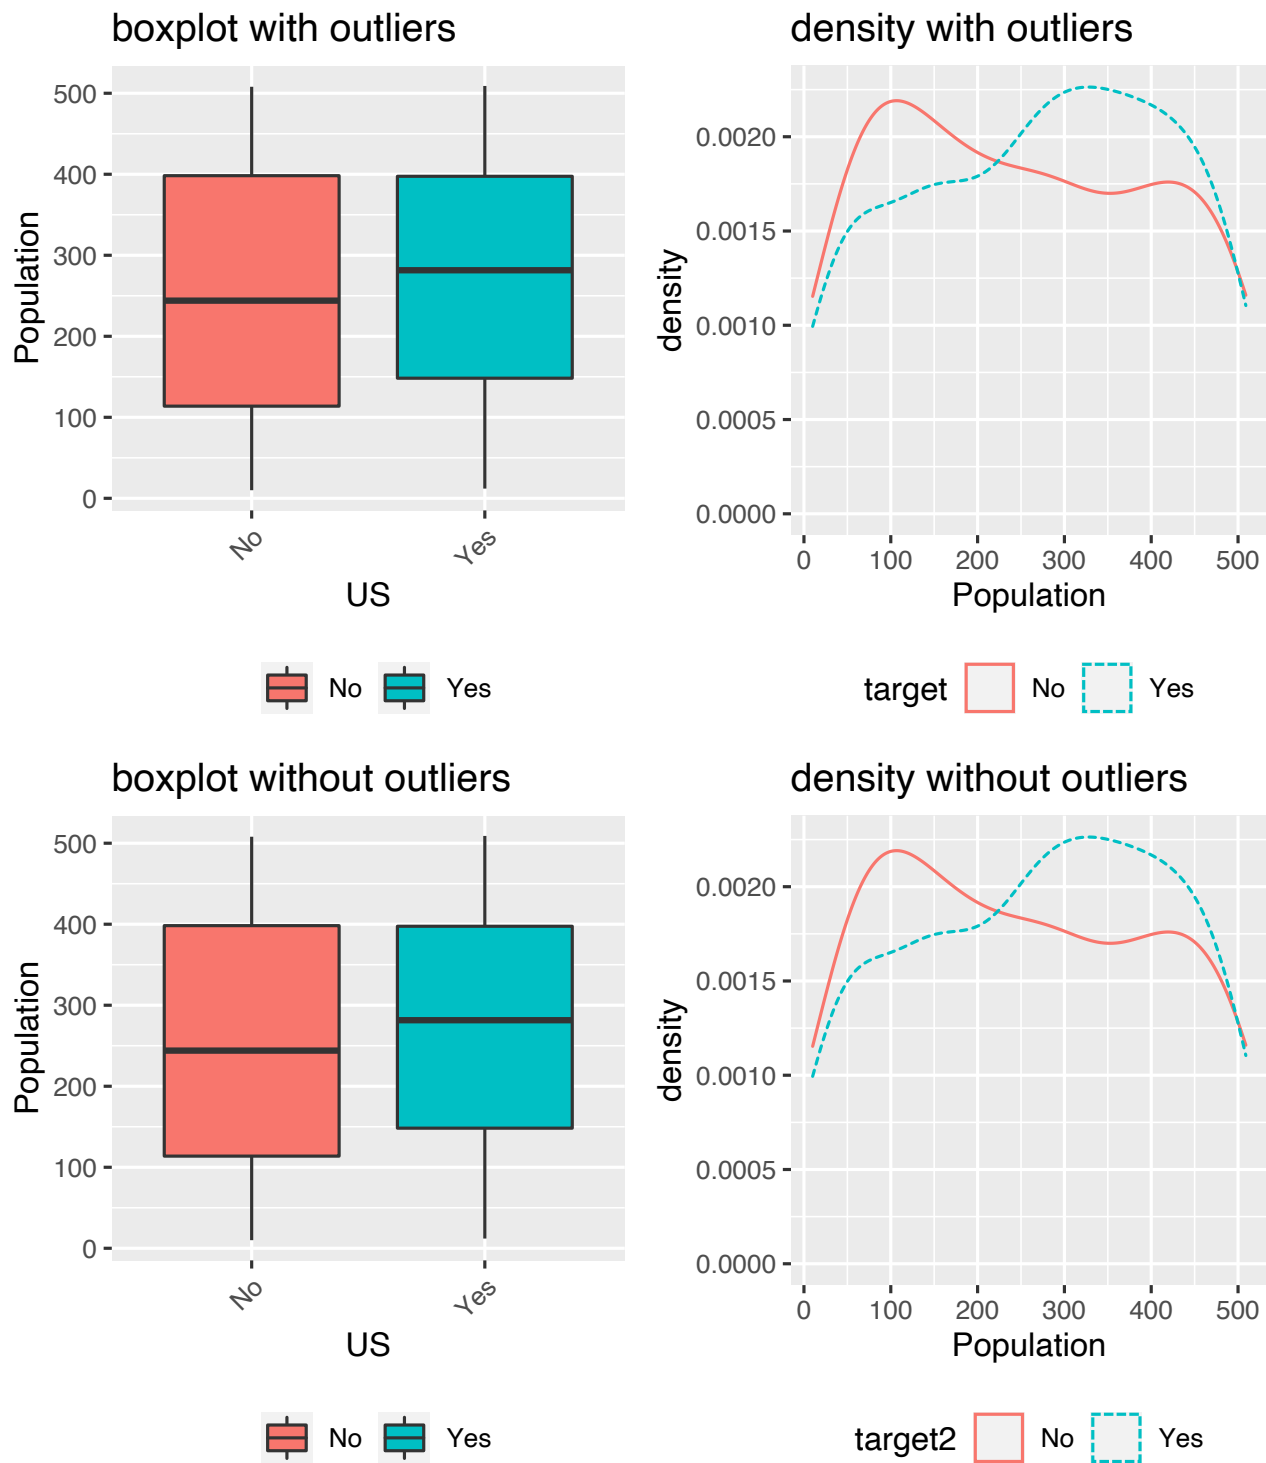 boxplot with outliers
500
400
300
200
100
0
Population
No
Yes
US
No Yes
density with outliers
0.0020
0.0015
0.0010
0.0005
0.0000
density
0 100 200 300 400 500
Population
target No Yes
boxplot without outliers
500
400
300
200
100
0
Population
No
Yes
US
No Yes
density without outliers
0.0020
0.0015
0.0010
0.0005
0.0000
density
0 100 200 300 400 500
Population
target2 No Yes